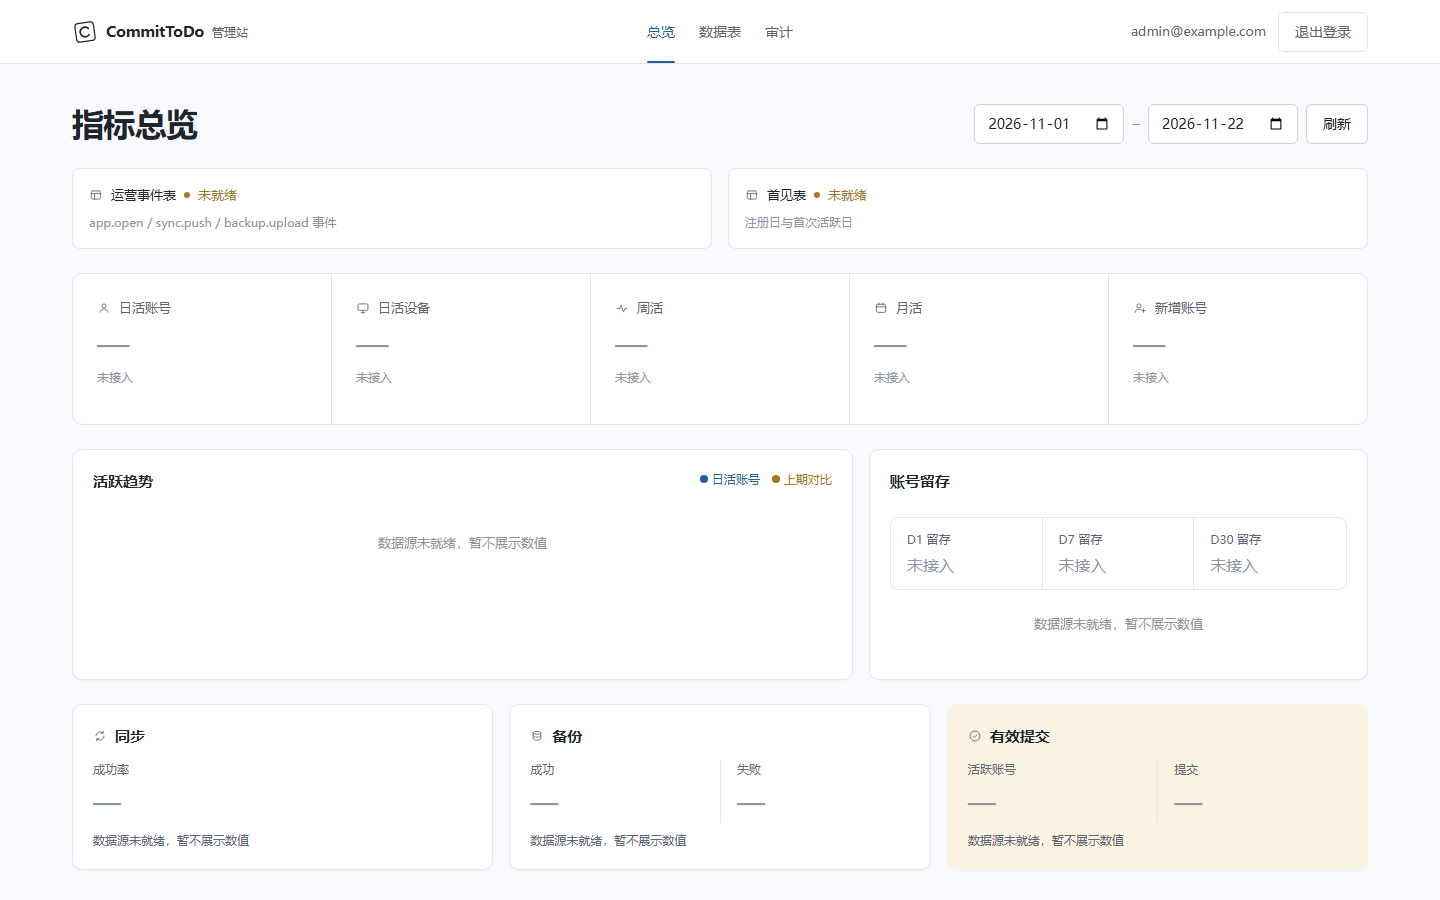 CommitToDo 管理站
总览 数据表 审计
admin@example.com 退出登录
指标总览
2026-11-01 – 2026-11-22 刷新
运营事件表 未就绪
app.open / sync.push / backup.upload 事件
首见表 未就绪
注册日与首次活跃日
日活账号
——
未接入
日活设备
——
未接入
周活
——
未接入
月活
——
未接入
新增账号
——
未接入
活跃趋势
日活账号 上期对比
数据源未就绪，暂不展示数值
账号留存
D1 留存
未接入
D7 留存
未接入
D30 留存
未接入
数据源未就绪，暂不展示数值
同步
成功率
——
数据源未就绪，暂不展示数值
备份
成功
——
失败
——
数据源未就绪，暂不展示数值
有效提交
活跃账号
——
提交
——
数据源未就绪，暂不展示数值